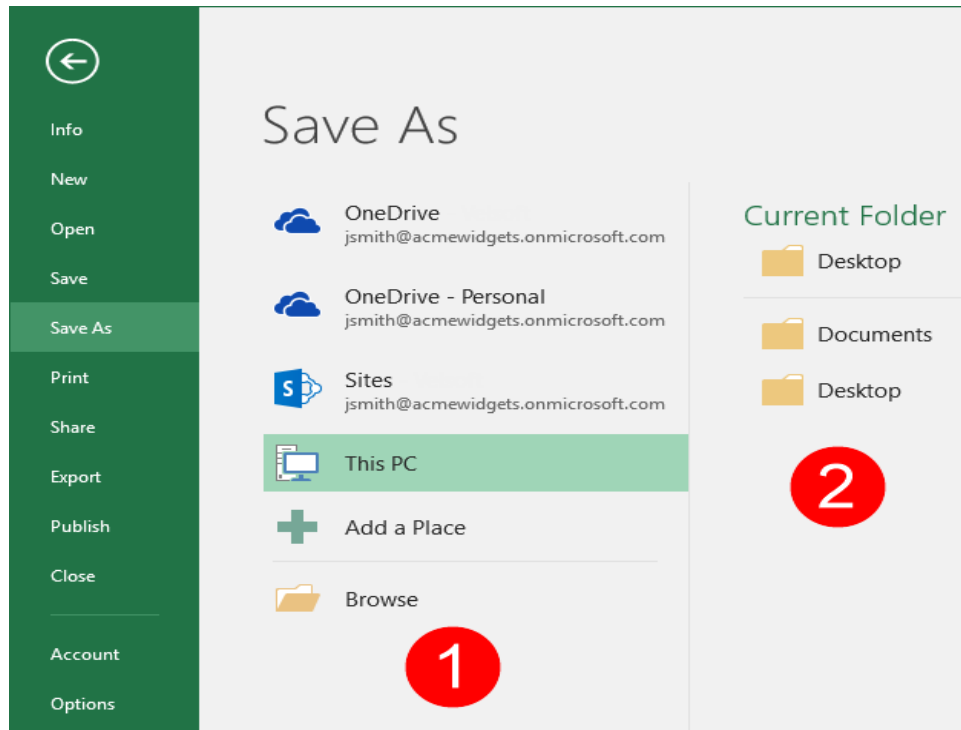 Info
New
Open
Save
Save As
Print
Share
Export
Publish
Close
Account
Options
Save As
OneDrive
jsmith@acmewidgets.onmicrosoft.com
OneDrive - Personal
jsmith@acmewidgets.onmicrosoft.com
S
Sites
jsmith@acmewidgets.onmicrosoft.com
This PC
Add a Place
Browse
1
Current Folder
Desktop
Documents
Desktop
2